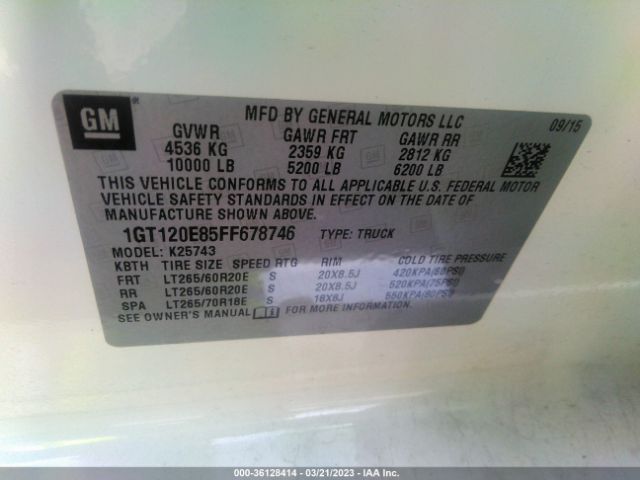 GM
MFD BY GENERAL MOTORS LLC 09/15
GVWR GAWR FRT GAWR RR
4536 KG 2359 KG 2812 KG
10000 LB 5200 LB 6200 LB
THIS VEHICLE CONFORMS TO ALL APPLICABLE U.S. FEDERAL MOTOR
VEHICLE SAFETY STANDARDS IN EFFECT ON THE DATE OF
MANUFACTURE SHOWN ABOVE.
1GT120E85FF678746 TYPE: TRUCK
MODEL: K25743
KBTH TIRE SIZE SPEED RTG RIM COLD TIRE PRESSURE
FRT LT265/60R20E S 20X8.5J 420KPA(60PSI)
RR LT265/60R20E S 20X8.5J 520KPA(75PSI)
SPA LT265/70R18E S 18X8J 550KPA(80PSI)
SEE OWNER'S MANUAL FOR MORE INFORMATION.
000-36128414 — 03/21/2023 — IAA Inc.